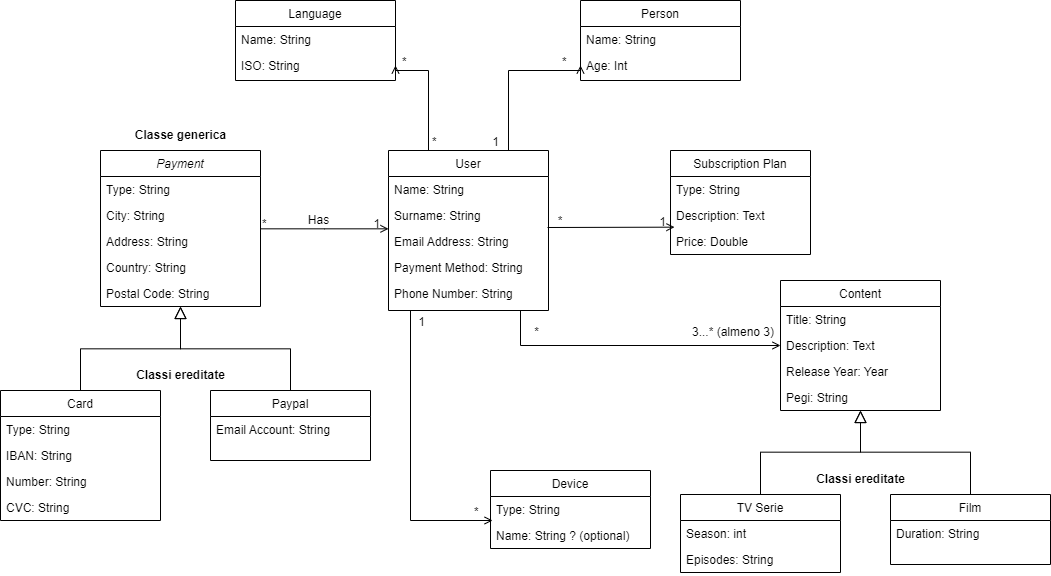 Language
Name: String
ISO: String
*
*
Person
Name: String
Age: Int
*
1
Classe generica
Payment
Type: String
City: String
Address: String
Country: String
Postal Code: String
*
Has
1
User
Name: String
Surname: String
Email Address: String
Payment Method: String
Phone Number: String
*
1
Subscription Plan
Type: String
Description: Text
Price: Double
*
3...* (almeno 3)
Content
Title: String
Description: Text
Release Year: Year
Pegi: String
Classi ereditate
Card
Type: String
IBAN: String
Number: String
CVC: String
Paypal
Email Account: String
1
*
Device
Type: String
Name: String ? (optional)
Classi ereditate
TV Serie
Season: int
Episodes: String
Film
Duration: String